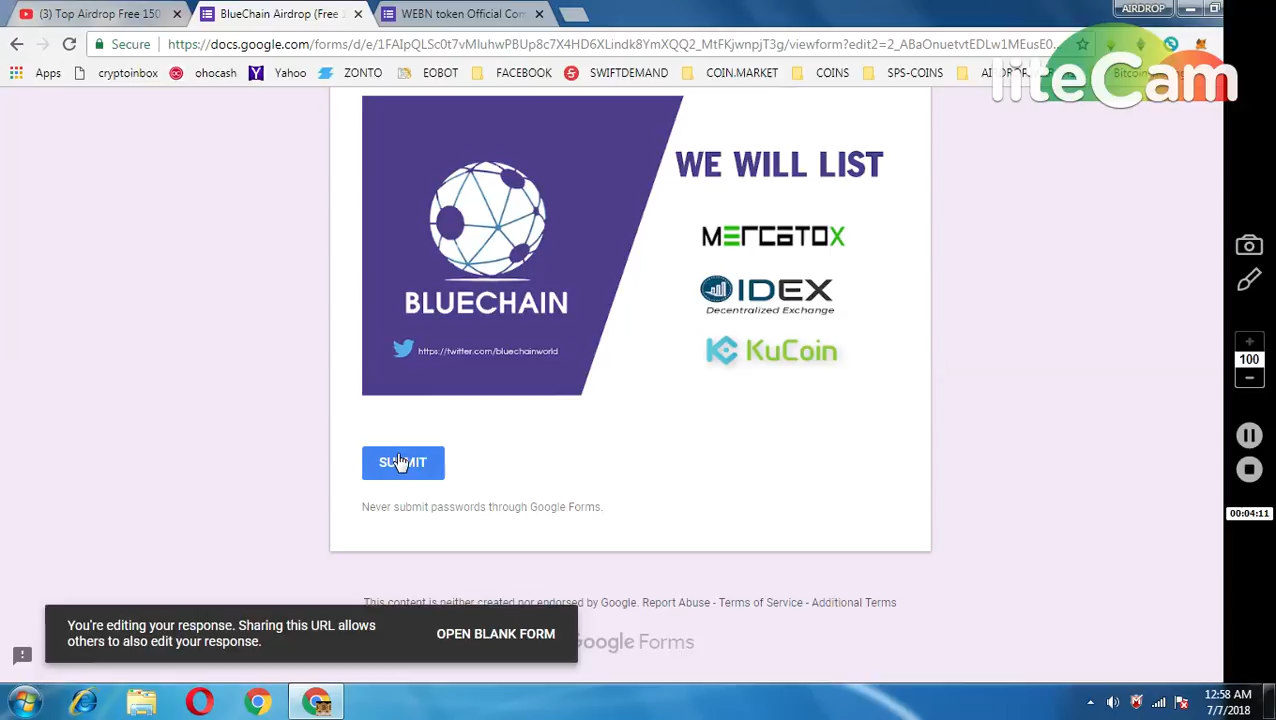 AIRDROP
(3) Top Airdrop free 150
BlueChain Airdrop (Free
WEBN token Official Con
Secure
https://docs.google.com/forms/d/e/1FAIpQLSc0t7vMluhwPBUp8c7X4HD6XLindk8YmXQQ2_MtFKjwnpjT3g/viewform?edit2=2_ABaOnuetvtEDLw1MEusE0...
Apps cryptoinbox ohocash Yahoo ZONTO EOBOT FACEBOOK SWIFTDEMAND COIN.MARKET COINS SPS-COINS
liteCam
WE WILL LIST
MERCATOX
IDEX
Decentralized Exchange
KuCoin
BLUECHAIN
https://twitter.com/bluechainworld
SUBMIT
Never submit passwords through Google Forms.
100
00:04:11
This content is neither created nor endorsed by Google. Report Abuse - Terms of Service - Additional Terms
Google Forms
You're editing your response. Sharing this URL allows
others to also edit your response.
OPEN BLANK FORM
12:58 AM
7/7/2018